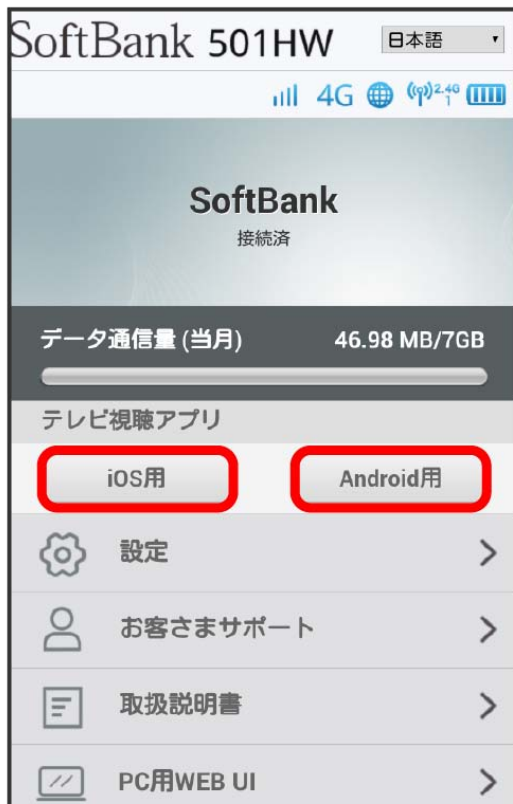 SoftBank 501HW 日本語
4G 2.4G 1
SoftBank
接続済
データ通信量 (当月) 46.98 MB/7GB
テレビ視聴アプリ
iOS用 Android用
設定
お客さまサポート
取扱説明書
PC用WEB UI